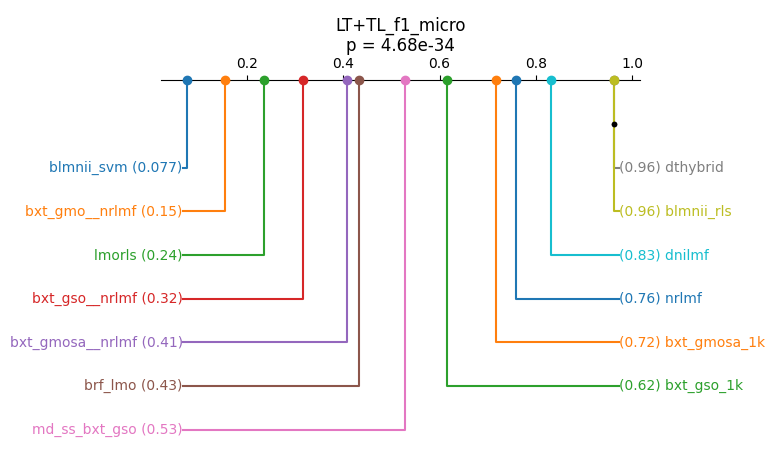 LT+TL_f1_micro
p = 4.68e-34
0.2 0.4 0.6 0.8 1.0
blmnii_svm (0.077) (0.96) dthybrid
bxt_gmo__nrlmf (0.15) (0.96) blmnii_rls
lmorls (0.24) (0.83) dnilmf
bxt_gso__nrlmf (0.32) (0.76) nrlmf
bxt_gmosa__nrlmf (0.41) (0.72) bxt_gmosa_1k
brf_lmo (0.43) (0.62) bxt_gso_1k
md_ss_bxt_gso (0.53)